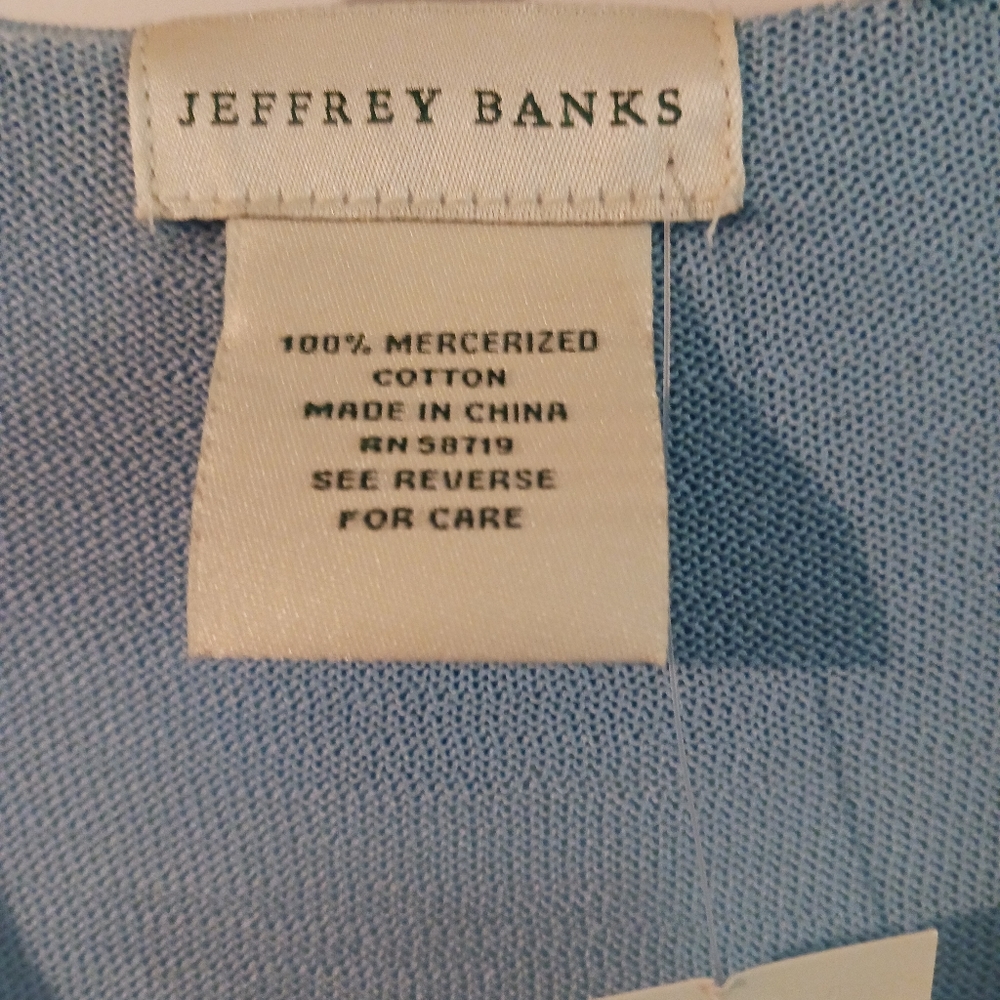 JEFFREY BANKS
100% MERCERIZED
COTTON
MADE IN CHINA
RN 58719
SEE REVERSE
FOR CARE